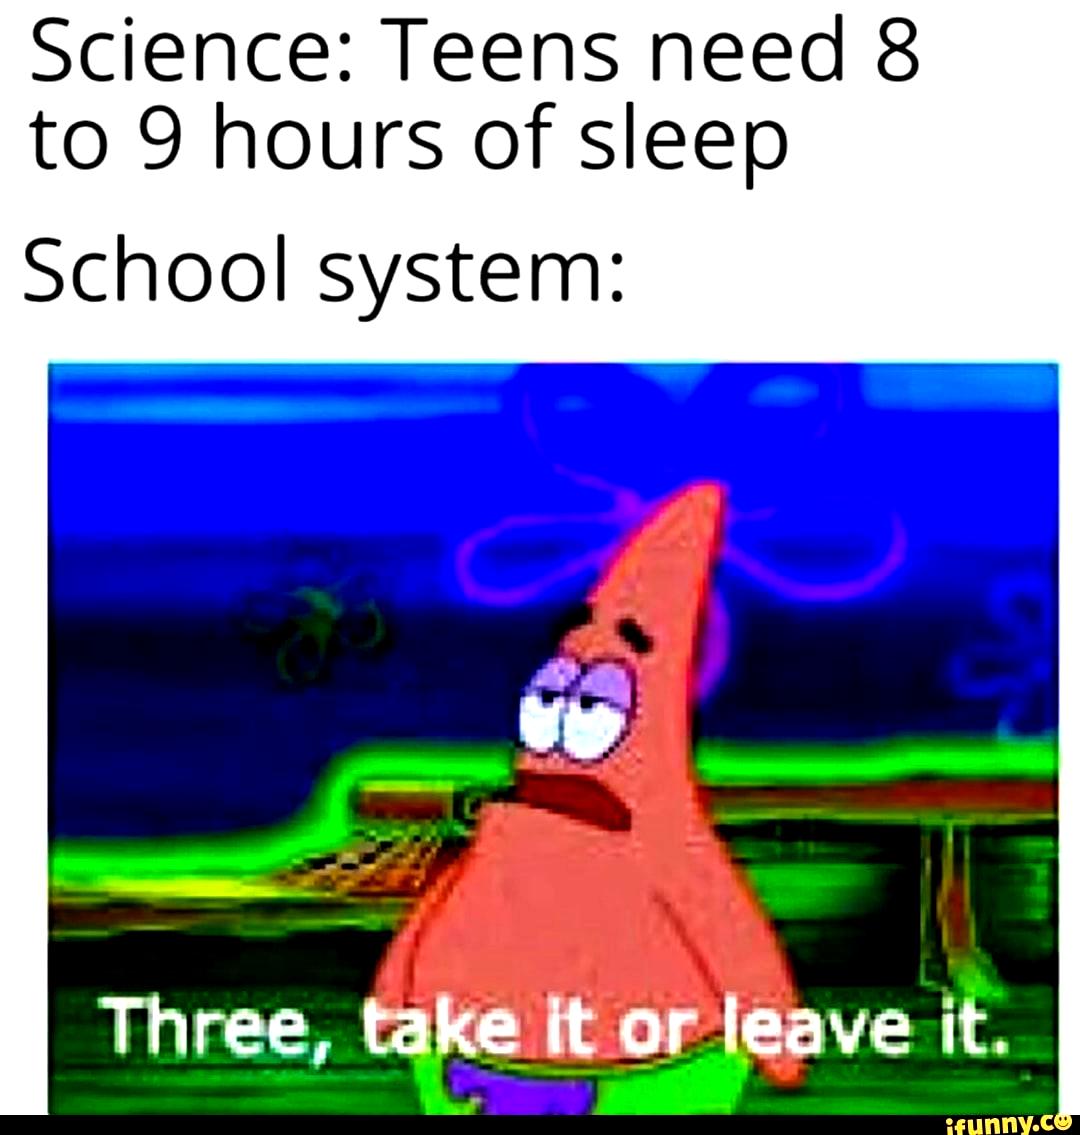 Science: Teens need 8
to 9 hours of sleep
School system:
Three, take it or leave it.
ifunny.co